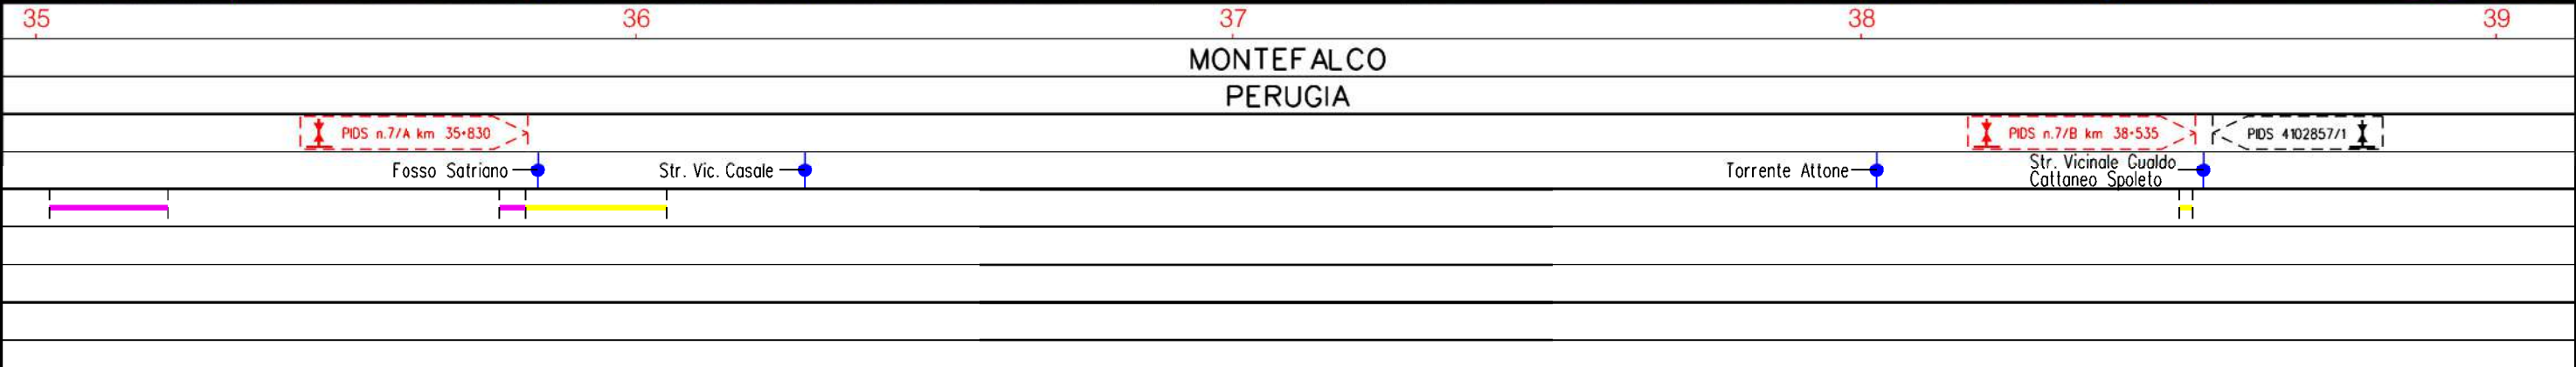 35 36 37 38 39
MONTEFALCO
PERUGIA
PIDS n.7/A km 35+830 PIDS n.7/B km 38+535 PIDS 4102857/1
Fosso Satriano Str. Vic. Casale Torrente Attone Str. Vicinale Gualdo
Cattaneo Spoleto